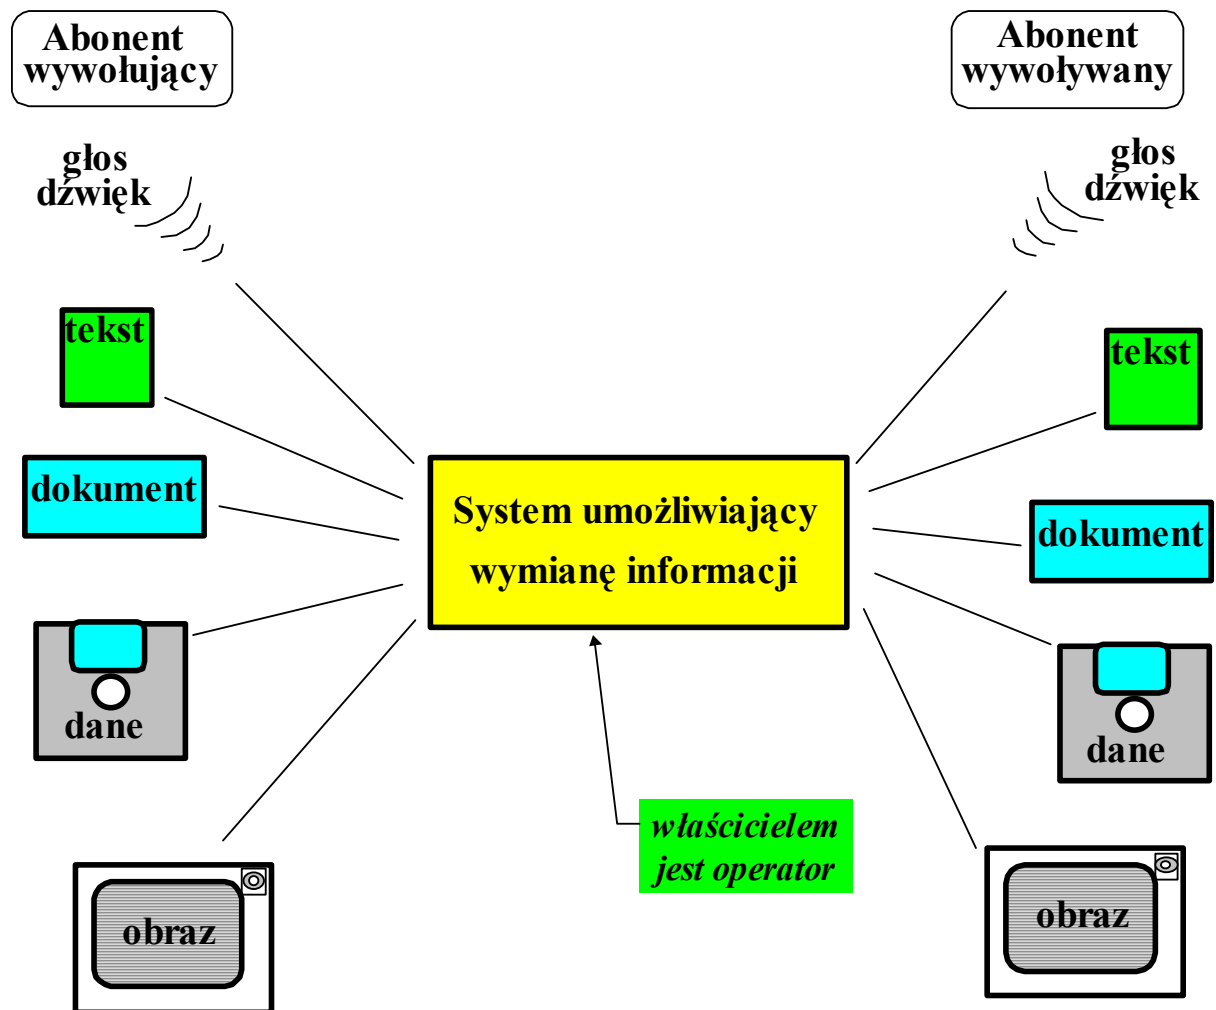 Abonent
wywołujący
Abonent
wywoływany
głos
dźwięk
głos
dźwięk
tekst
tekst
dokument
dokument
System umożliwiający
wymianę informacji
dane
dane
właścicielem
jest operator
obraz
obraz